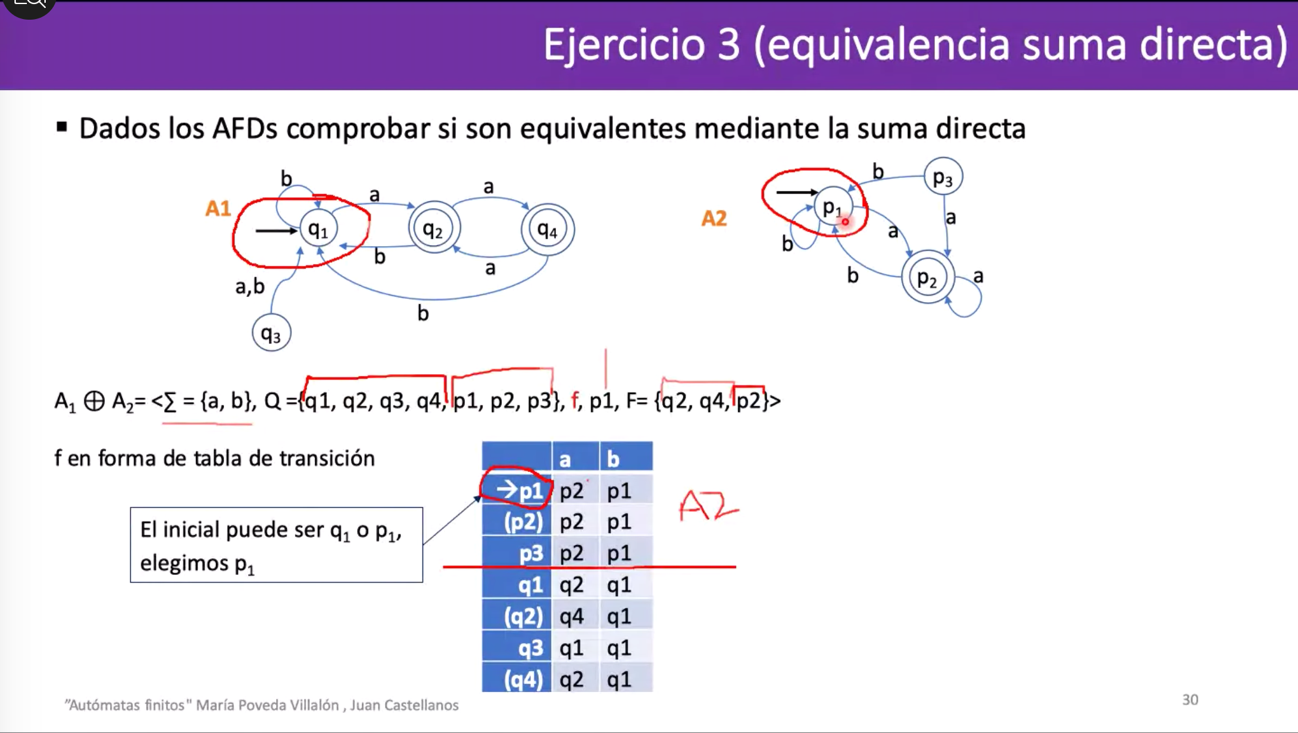 Ejercicio 3 (equivalencia suma directa)
▪ Dados los AFDs comprobar si son equivalentes mediante la suma directa
A1
b
a
a
q₁
q₂
q₄
b
a
a,b
b
q₃
A2
b
p₃
p₁
a
b
a
b
p₂
a
A₁ ⊕ A₂= <∑ = {a, b}, Q ={q1, q2, q3, q4, p1, p2, p3}, f, p1, F= {q2, q4, p2}>
f en forma de tabla de transición
El inicial puede ser q₁ o p₁,
elegimos p₁
a b
→p1 p2 p1
(p2) p2 p1
p3 p2 p1
q1 q2 q1
(q2) q4 q1
q3 q1 q1
(q4) q2 q1
A2
"Autómatas finitos" María Poveda Villalón , Juan Castellanos
30